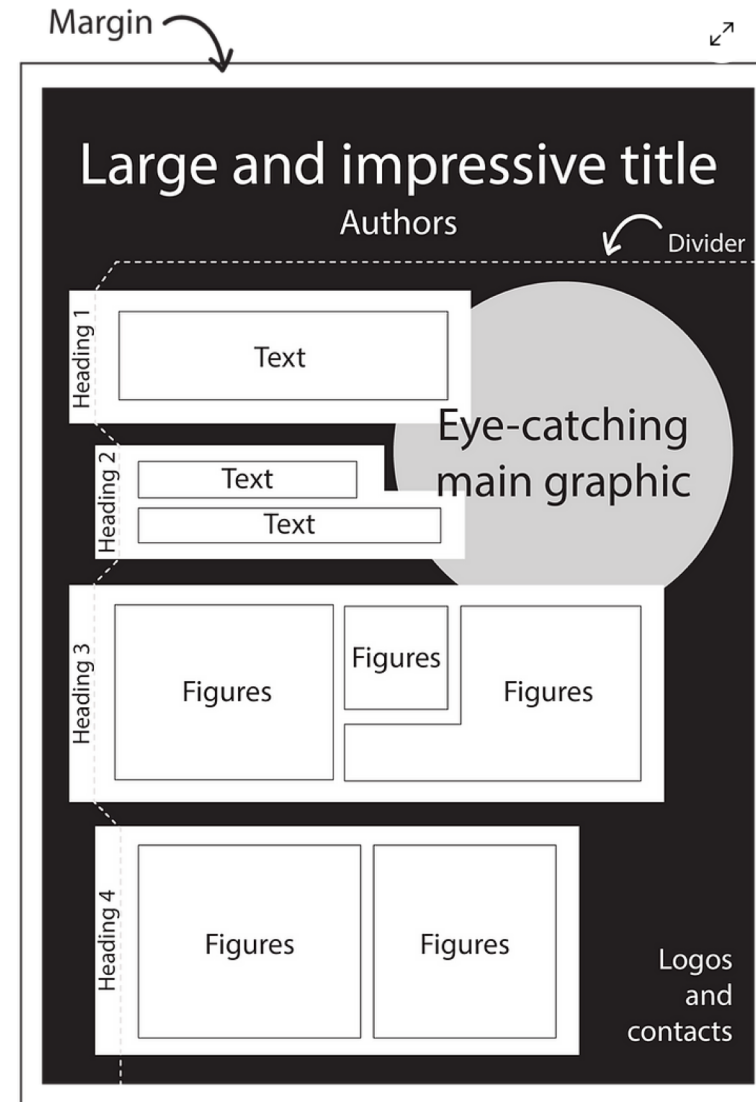 Margin
Large and impressive title
Authors
Divider
Heading 1
Text
Eye-catching
main graphic
Heading 2
Text
Text
Heading 3
Figures
Figures
Figures
Heading 4
Figures
Figures
Logos
and
contacts